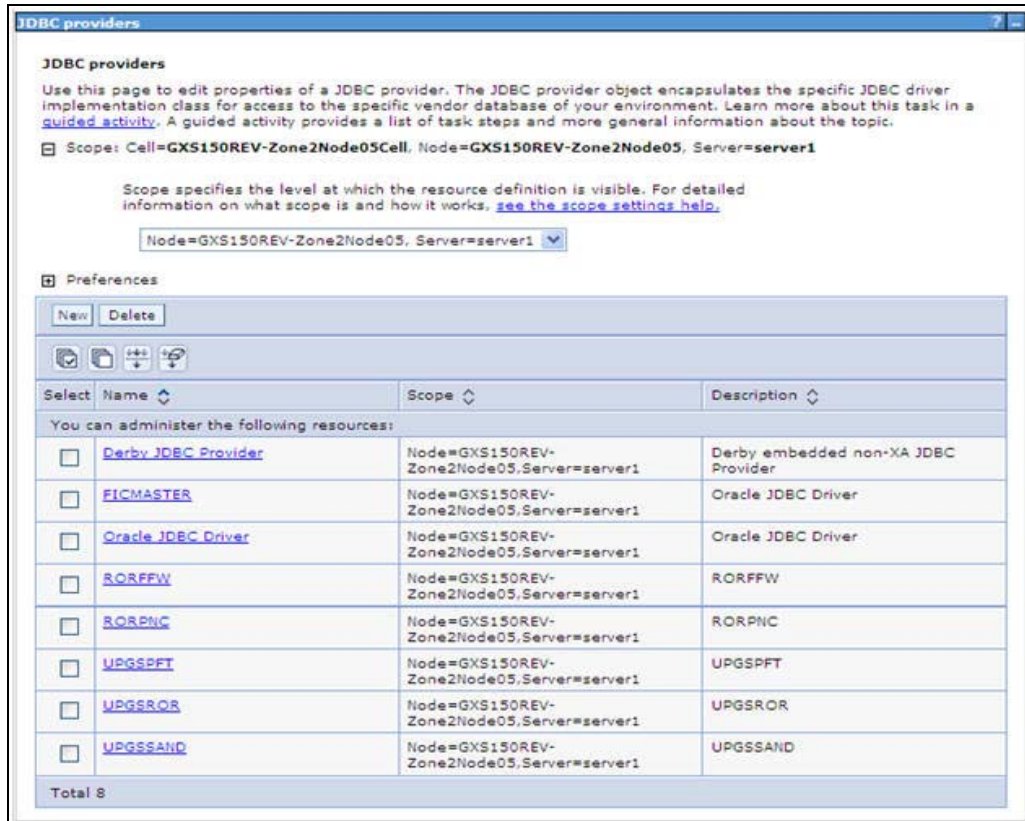 JDBC providers
? _
JDBC providers
Use this page to edit properties of a JDBC provider. The JDBC provider object encapsulates the specific JDBC driver
implementation class for access to the specific vendor database of your environment. Learn more about this task in a
guided activity. A guided activity provides a list of task steps and more general information about the topic.
Scope: Cell=GXS150REV-Zone2Node05Cell, Node=GXS150REV-Zone2Node05, Server=server1
Scope specifies the level at which the resource definition is visible. For detailed
information on what scope is and how it works, see the scope settings help.
Node=GXS150REV-Zone2Node05, Server=server1
Preferences
New Delete
Select Name Scope Description
You can administer the following resources:
Derby JDBC Provider Node=GXS150REV- Derby embedded non-XA JDBC
Zone2Node05,Server=server1 Provider
FICMASTER Node=GXS150REV- Oracle JDBC Driver
Zone2Node05,Server=server1
Oracle JDBC Driver Node=GXS150REV- Oracle JDBC Driver
Zone2Node05,Server=server1
RORFFW Node=GXS150REV- RORFFW
Zone2Node05,Server=server1
RORPNC Node=GXS150REV- RORPNC
Zone2Node05,Server=server1
UPGSPFT Node=GXS150REV- UPGSPFT
Zone2Node05,Server=server1
UPGSROR Node=GXS150REV- UPGSROR
Zone2Node05,Server=server1
UPGSSAND Node=GXS150REV- UPGSSAND
Zone2Node05,Server=server1
Total 8